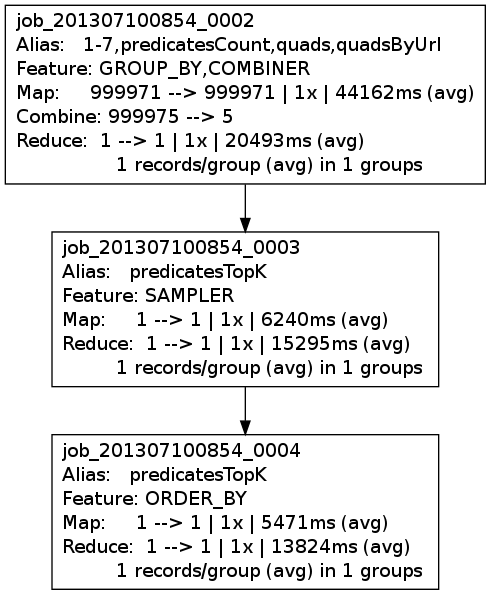 job_201307100854_0002
Alias:   1-7,predicatesCount,quads,quadsByUrl
Feature: GROUP_BY,COMBINER
Map:     999971 --> 999971 | 1x | 44162ms (avg)
Combine: 999975 --> 5
Reduce:  1 --> 1 | 1x | 20493ms (avg)
1 records/group (avg) in 1 groups
job_201307100854_0003
Alias:   predicatesTopK
Feature: SAMPLER
Map:     1 --> 1 | 1x | 6240ms (avg)
Reduce:  1 --> 1 | 1x | 15295ms (avg)
1 records/group (avg) in 1 groups
job_201307100854_0004
Alias:   predicatesTopK
Feature: ORDER_BY
Map:     1 --> 1 | 1x | 5471ms (avg)
Reduce:  1 --> 1 | 1x | 13824ms (avg)
1 records/group (avg) in 1 groups